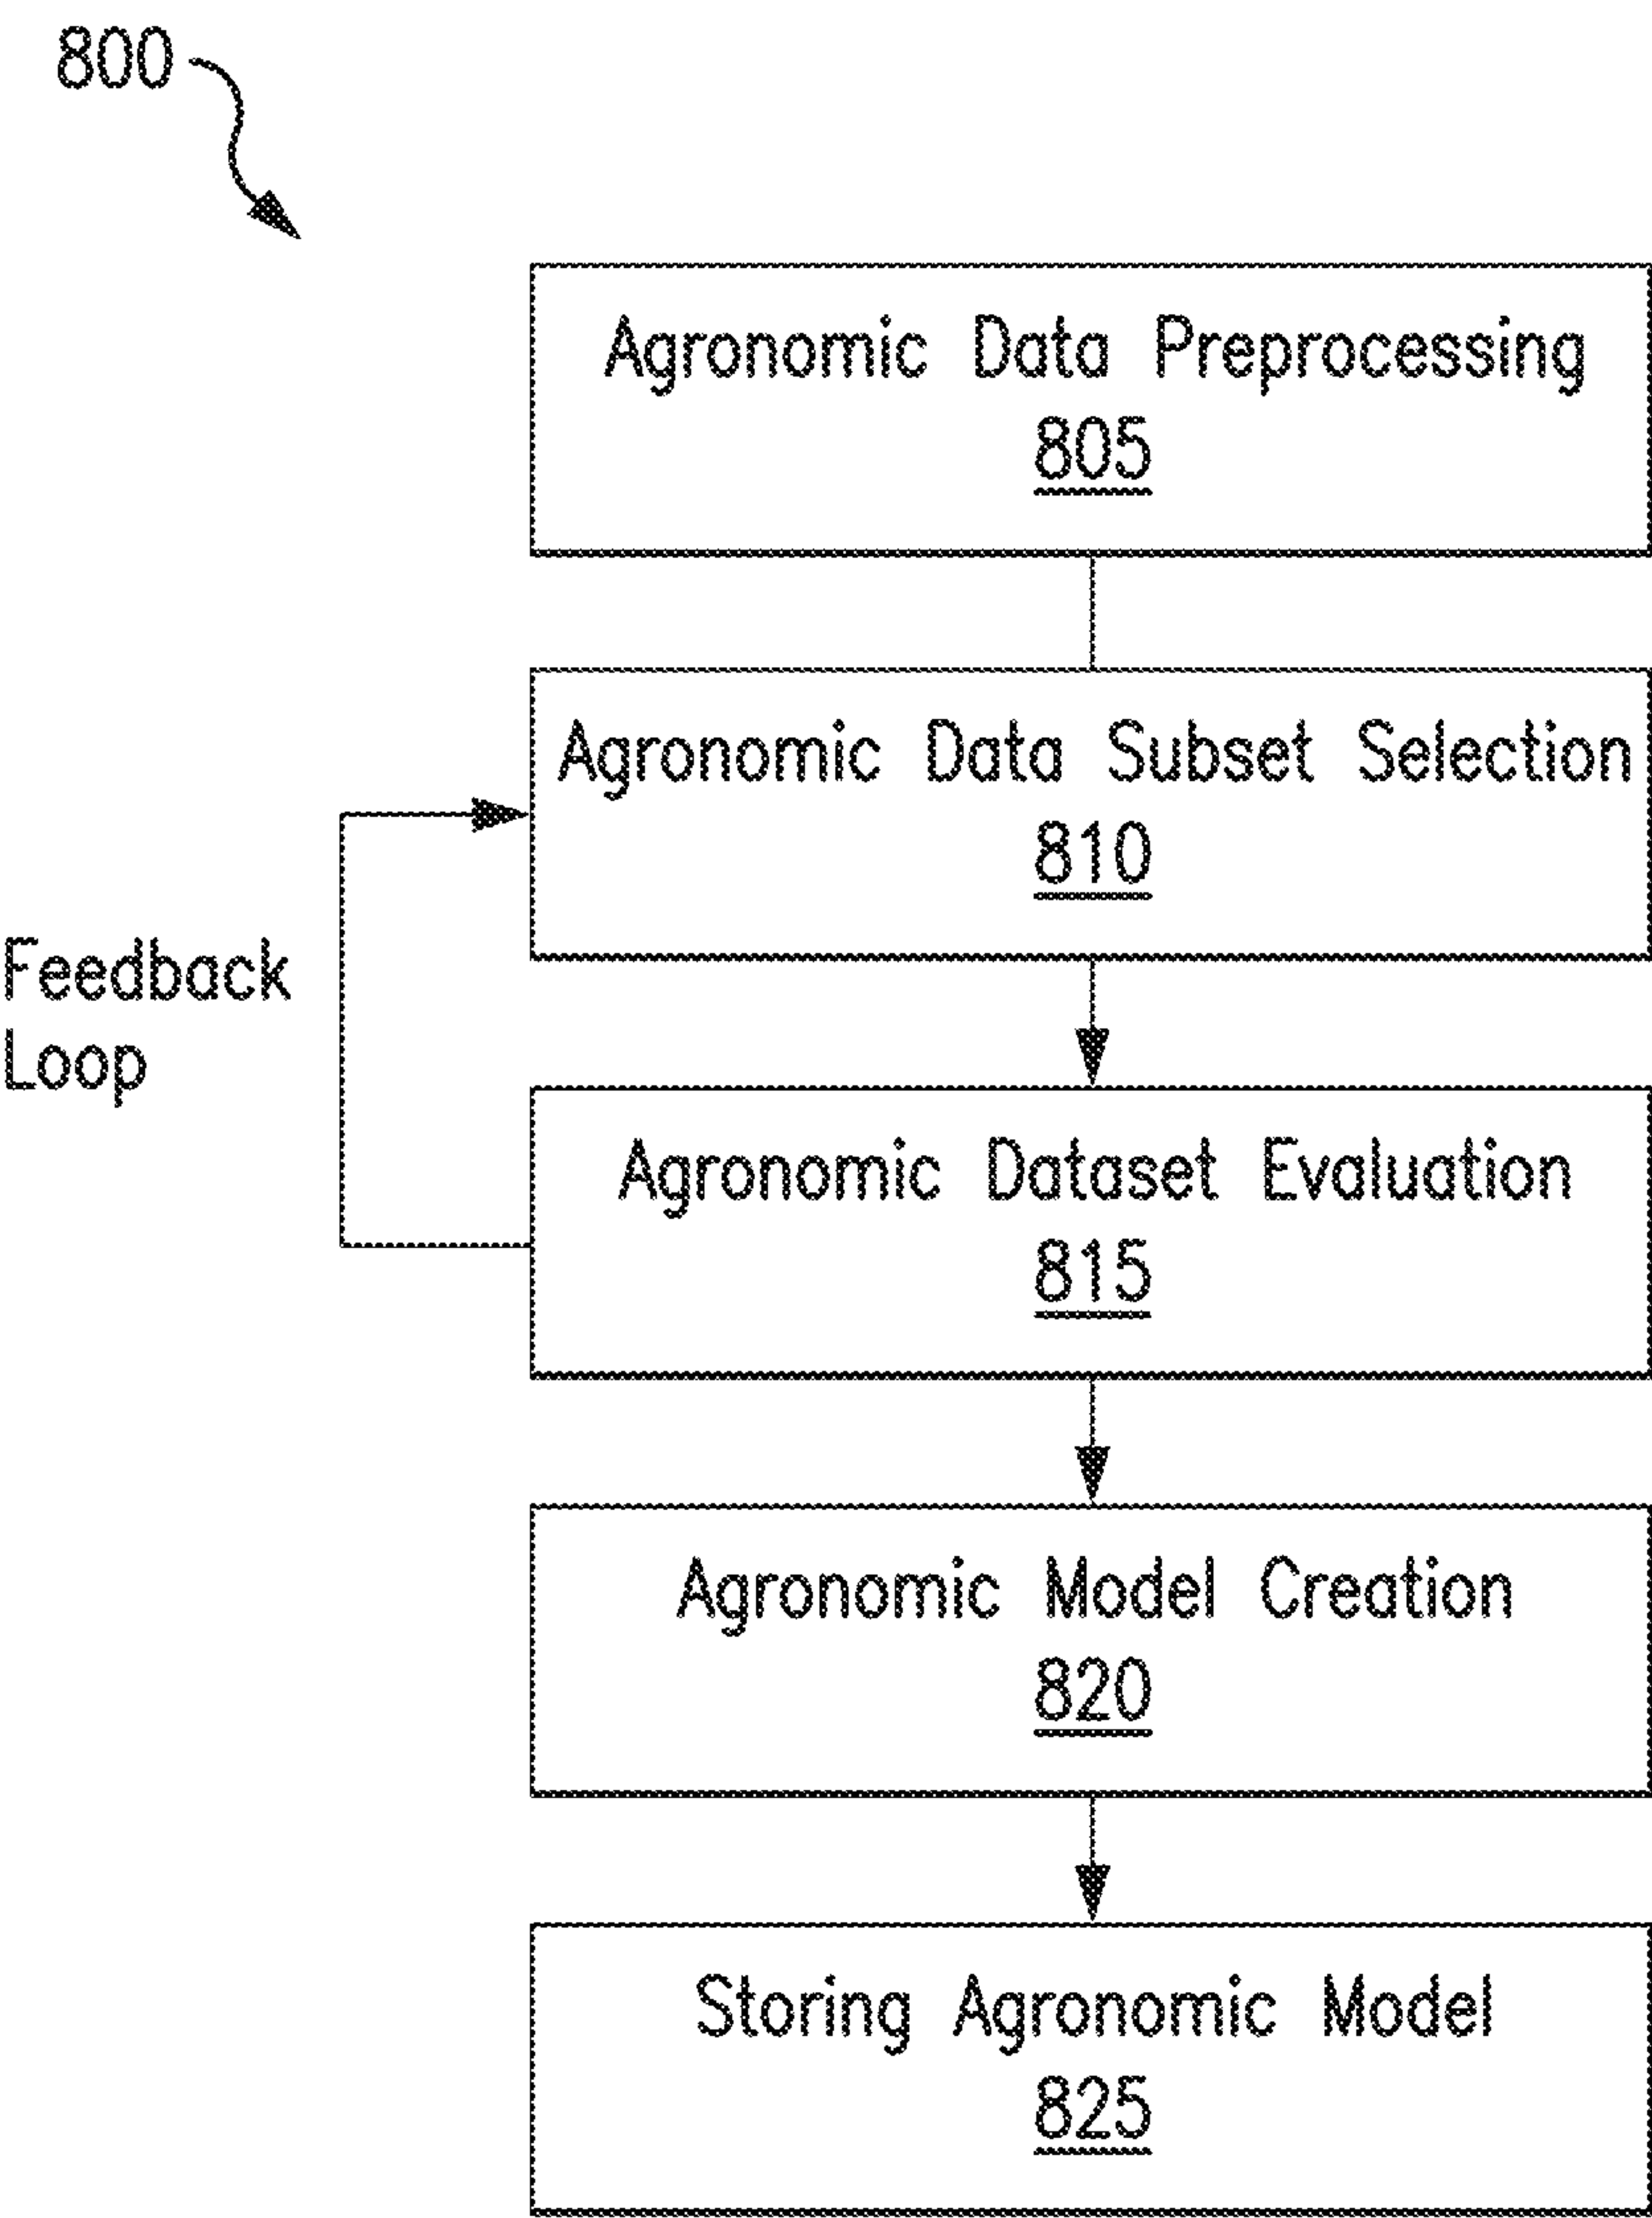 800
Agronomic Data Preprocessing
805
Agronomic Data Subset Selection
810
Feedback
Loop
Agronomic Dataset Evaluation
815
Agronomic Model Creation
820
Storing Agronomic Model
825